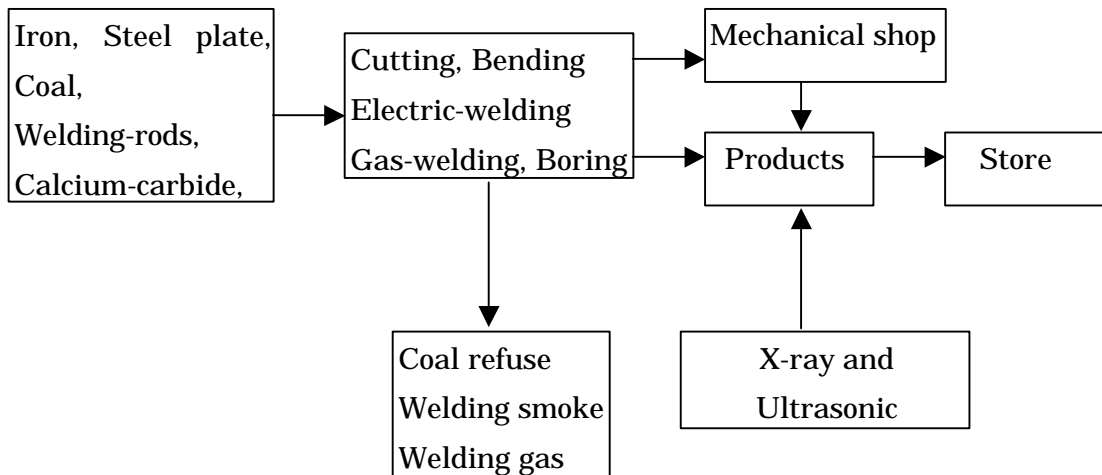 Iron, Steel plate,
Coal,
Welding-rods,
Calcium-carbide,
Cutting, Bending
Electric-welding
Gas-welding, Boring
Mechanical shop
Products
Store
Coal refuse
Welding smoke
Welding gas
X-ray and
Ultrasonic